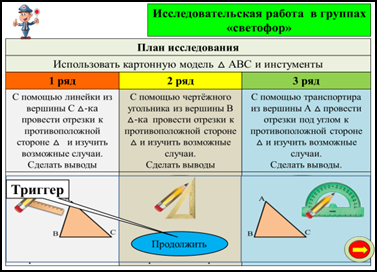 Исследовательская работа в группах
«светофор»
План исследования
Использовать картонную модель △ АВС и инстументы
1 ряд
2 ряд
3 ряд
С помощью линейки из
вершины С △-ка
провести отрезки к
противоположной
стороне △ и изучить
возможные случаи.
Сделать выводы
С помощью чертёжного
угольника из вершины В
△-ка провести отрезки к
противоположной стороне
△ и изучить возможные
случаи.
Сделать выводы
С помощью транспортира
из вершины А △ провести
отрезки под углом к
противоположной стороне
△ и изучить возможные
случаи.
Сделать выводы.
Триггер
В
С
Продолжить
А
В
С